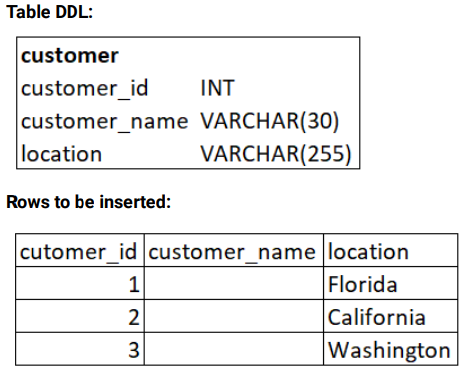 Table DDL:
customer
customer_id INT
customer_name VARCHAR(30)
location VARCHAR(255)
Rows to be inserted:
cutomer_id customer_name location
1 Florida
2 California
3 Washington